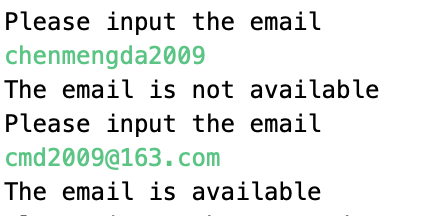 Please input the email
chenmengda2009
The email is not available
Please input the email
cmd2009@163.com
The email is available